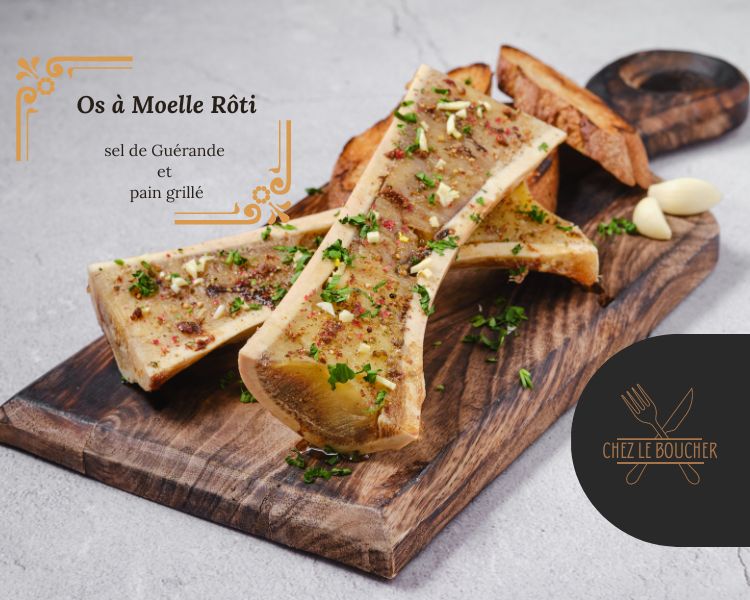 Os à Moelle Rôti
sel de Guérande
et
pain grillé
CHEZ LE BOUCHER